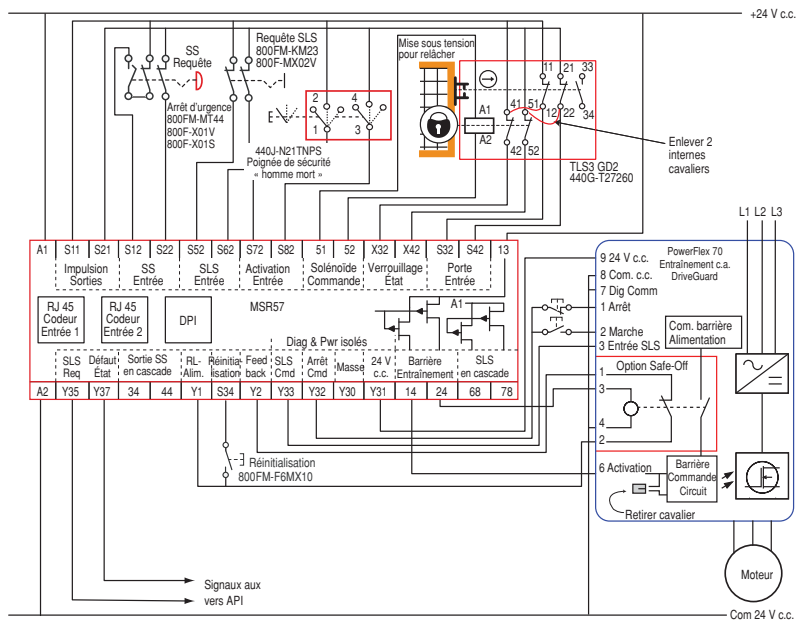 +24 V c.c.
SS
Requête
Requête SLS
800FM-KM23
800F-MX02V
Mise sous tension
pour relâcher
Arrêt d'urgence
800FM-MT44
800F-X01V
800F-X01S
2
4
1
3
440J-N21TNPS
Poignée de sécurité
« homme mort »
11
21
33
A1
A2
41
51
12
22
34
42
52
TLS3 GD2
440G-T27260
Enlever 2
internes
cavaliers
L1 L2 L3
A1
S11
S21
S12
S22
S52
S62
S72
S82
51
52
X32
X42
S32
S42
13
Impulsion
Sorties
SS
Entrée
SLS
Entrée
Activation
Entrée
Solénoïde
Commande
Verrouillage
État
Porte
Entrée
RJ 45
Codeur
Entrée 1
RJ 45
Codeur
Entrée 2
DPI
MSR57
A1
Diag & Pwr isolés
SLS
Req
Défaut
État
Sortie SS
en cascade
RL-
Alim.
Réinitial-
isation
Feed
back
SLS
Cmd
Arrêt
Cmd
Masse
24 V
c.c.
Barrière
Entraînement
SLS
en cascade
A2
Y35
Y37
34
44
Y1
S34
Y2
Y33
Y32
Y30
Y31
14
24
68
78
Réinitialisation
800FM-F6MX10
Signaux aux
vers API
9 24 V c.c.
8 Com. c.c.
7 Dig Comm
1 Arrêt
2 Marche
3 Entrée SLS
PowerFlex 70
Entraînement c.a.
DriveGuard
Com. barrière
Alimentation
Option Safe-Off
1
3
4
2
6 Activation
Barrière
Commande
Circuit
Retirer cavalier
Moteur
Com 24 V c.c.